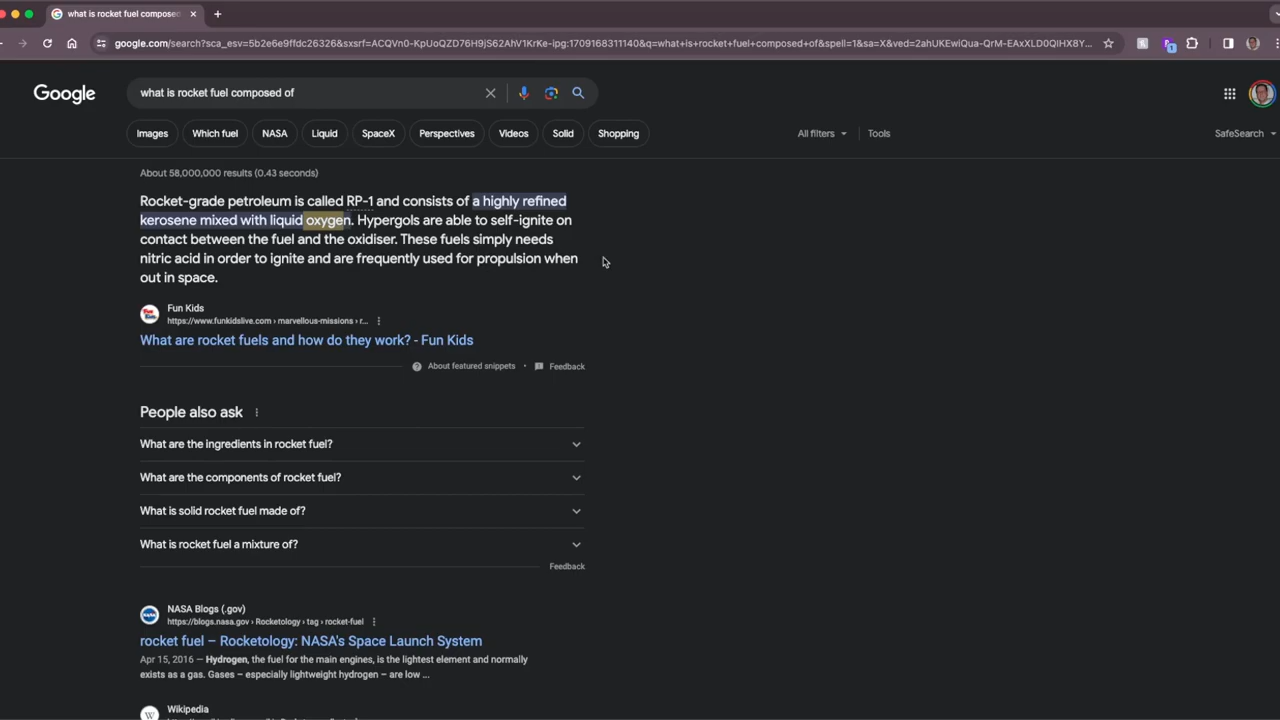 what is rocket fuel composed
google.com/search?sca_esv=5b2e6e9ffdc26326&sxsrf=ACQVn0-KpUoQZD76H9jS62AhV1KrKe-ipg:1709168311140&q=what+is+rocket+fuel+composed+of&spell=1&sa=X&ved=2ahUKEwiQua-QrM-EAxXLD0QIHX8Y...
Google
what is rocket fuel composed of
Images Which fuel NASA Liquid SpaceX Perspectives Videos Solid Shopping All filters Tools SafeSearch
About 58,000,000 results (0.43 seconds)
Rocket-grade petroleum is called RP-1 and consists of a highly refined
kerosene mixed with liquid oxygen. Hypergols are able to self-ignite on
contact between the fuel and the oxidiser. These fuels simply needs
nitric acid in order to ignite and are frequently used for propulsion when
out in space.
Fun Kids
https://www.funkidslive.com › marvellous-missions › r...
What are rocket fuels and how do they work? - Fun Kids
About featured snippets • Feedback
People also ask
What are the ingredients in rocket fuel?
What are the components of rocket fuel?
What is solid rocket fuel made of?
What is rocket fuel a mixture of?
Feedback
NASA Blogs (.gov)
https://blogs.nasa.gov › Rocketology › tag › rocket-fuel
rocket fuel – Rocketology: NASA's Space Launch System
Apr 15, 2016 — Hydrogen, the fuel for the main engines, is the lightest element and normally
exists as a gas. Gases – especially lightweight hydrogen – are low ...
W
Wikipedia